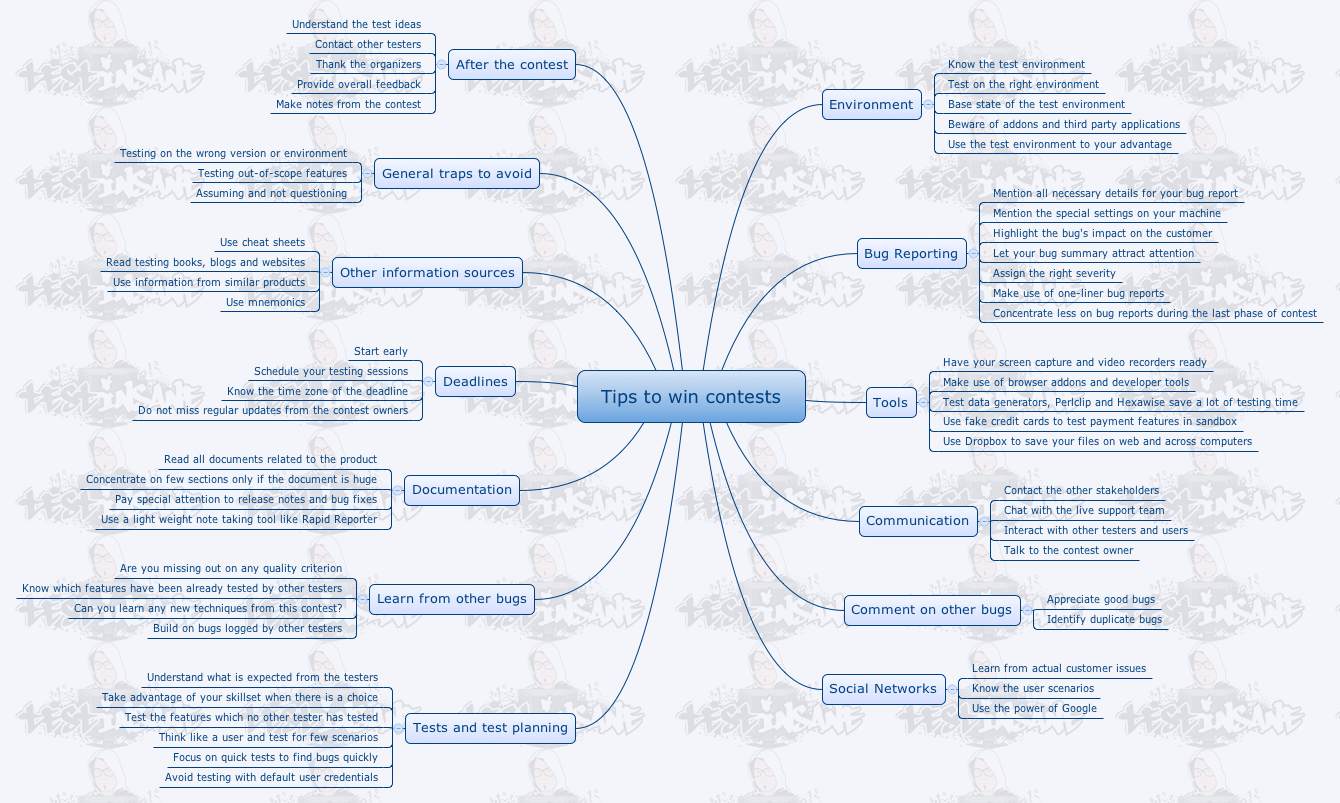 Tips to win contests
After the contest
Understand the test ideas
Contact other testers
Thank the organizers
Provide overall feedback
Make notes from the contest
General traps to avoid
Testing on the wrong version or environment
Testing out-of-scope features
Assuming and not questioning
Other information sources
Use cheat sheets
Read testing books, blogs and websites
Use information from similar products
Use mnemonics
Deadlines
Start early
Schedule your testing sessions
Know the time zone of the deadline
Do not miss regular updates from the contest owners
Documentation
Read all documents related to the product
Concentrate on few sections only if the document is huge
Pay special attention to release notes and bug fixes
Use a light weight note taking tool like Rapid Reporter
Learn from other bugs
Are you missing out on any quality criterion
Know which features have been already tested by other testers
Can you learn any new techniques from this contest?
Build on bugs logged by other testers
Tests and test planning
Understand what is expected from the testers
Take advantage of your skillset when there is a choice
Test the features which no other tester has tested
Think like a user and test for few scenarios
Focus on quick tests to find bugs quickly
Avoid testing with default user credentials
Environment
Know the test environment
Test on the right environment
Base state of the test environment
Beware of addons and third party applications
Use the test environment to your advantage
Bug Reporting
Mention all necessary details for your bug report
Mention the special settings on your machine
Highlight the bug's impact on the customer
Let your bug summary attract attention
Assign the right severity
Make use of one-liner bug reports
Concentrate less on bug reports during the last phase of contest
Tools
Have your screen capture and video recorders ready
Make use of browser addons and developer tools
Test data generators, Perlclip and Hexawise save a lot of testing time
Use fake credit cards to test payment features in sandbox
Use Dropbox to save your files on web and across computers
Communication
Contact the other stakeholders
Chat with the live support team
Interact with other testers and users
Talk to the contest owner
Comment on other bugs
Appreciate good bugs
Identify duplicate bugs
Social Networks
Learn from actual customer issues
Know the user scenarios
Use the power of Google